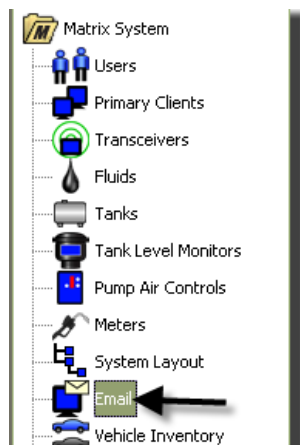 Matrix System
Users
Primary Clients
Transceivers
Fluids
Tanks
Tank Level Monitors
Pump Air Controls
Meters
System Layout
Email
Vehicle Inventory